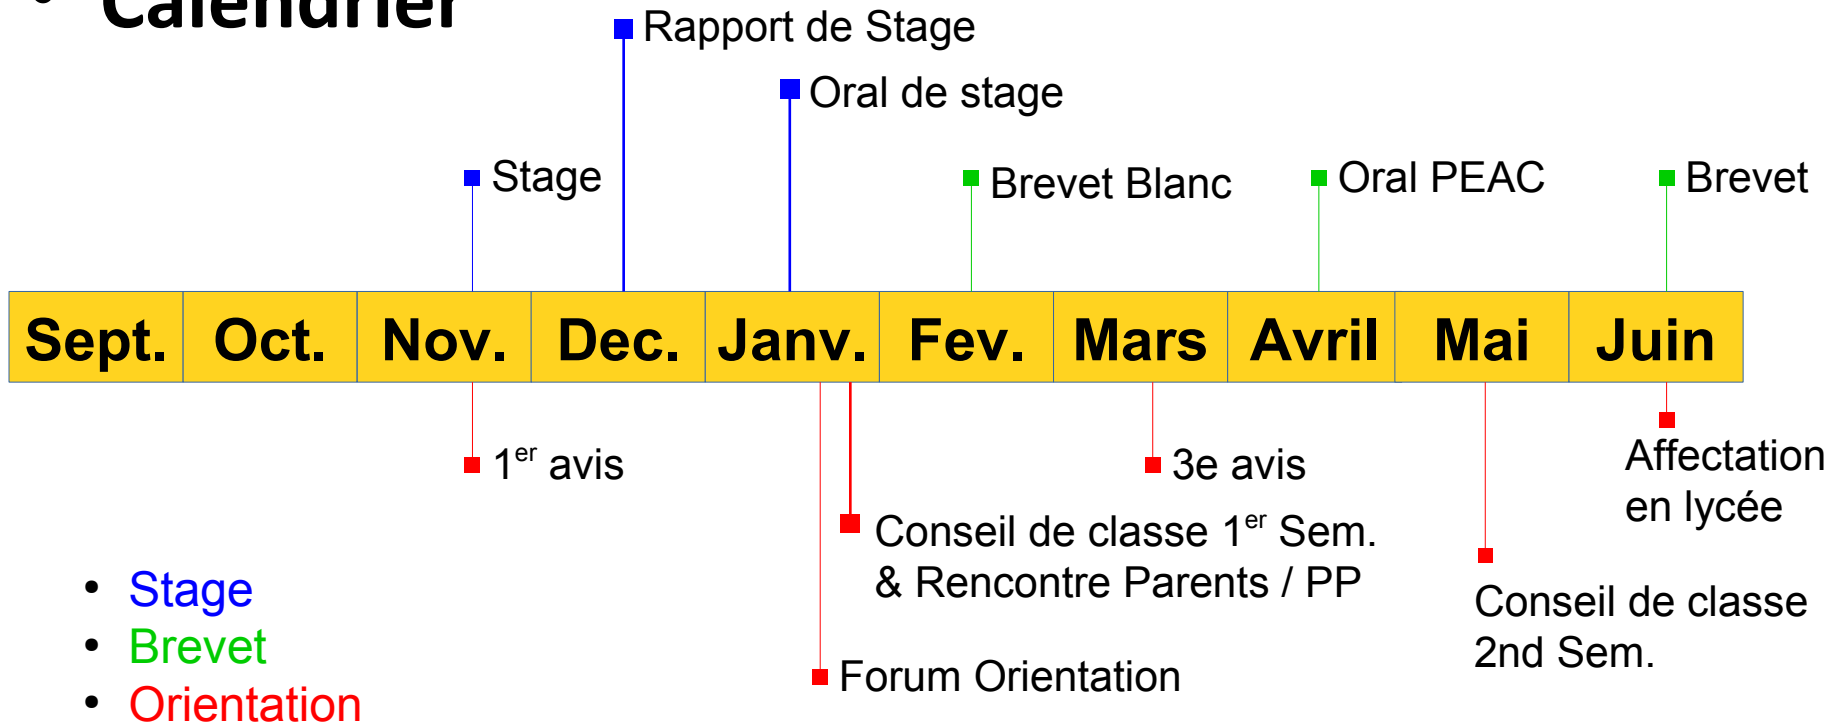 • Calendrier
Rapport de Stage
Oral de stage
Stage
Brevet Blanc
Oral PEAC
Brevet
Sept. Oct. Nov. Dec. Janv. Fev. Mars Avril Mai Juin
1er avis
3e avis
Affectation
en lycée
Conseil de classe 1er Sem.
& Rencontre Parents / PP
Conseil de classe
2nd Sem.
Forum Orientation
• Stage
• Brevet
• Orientation